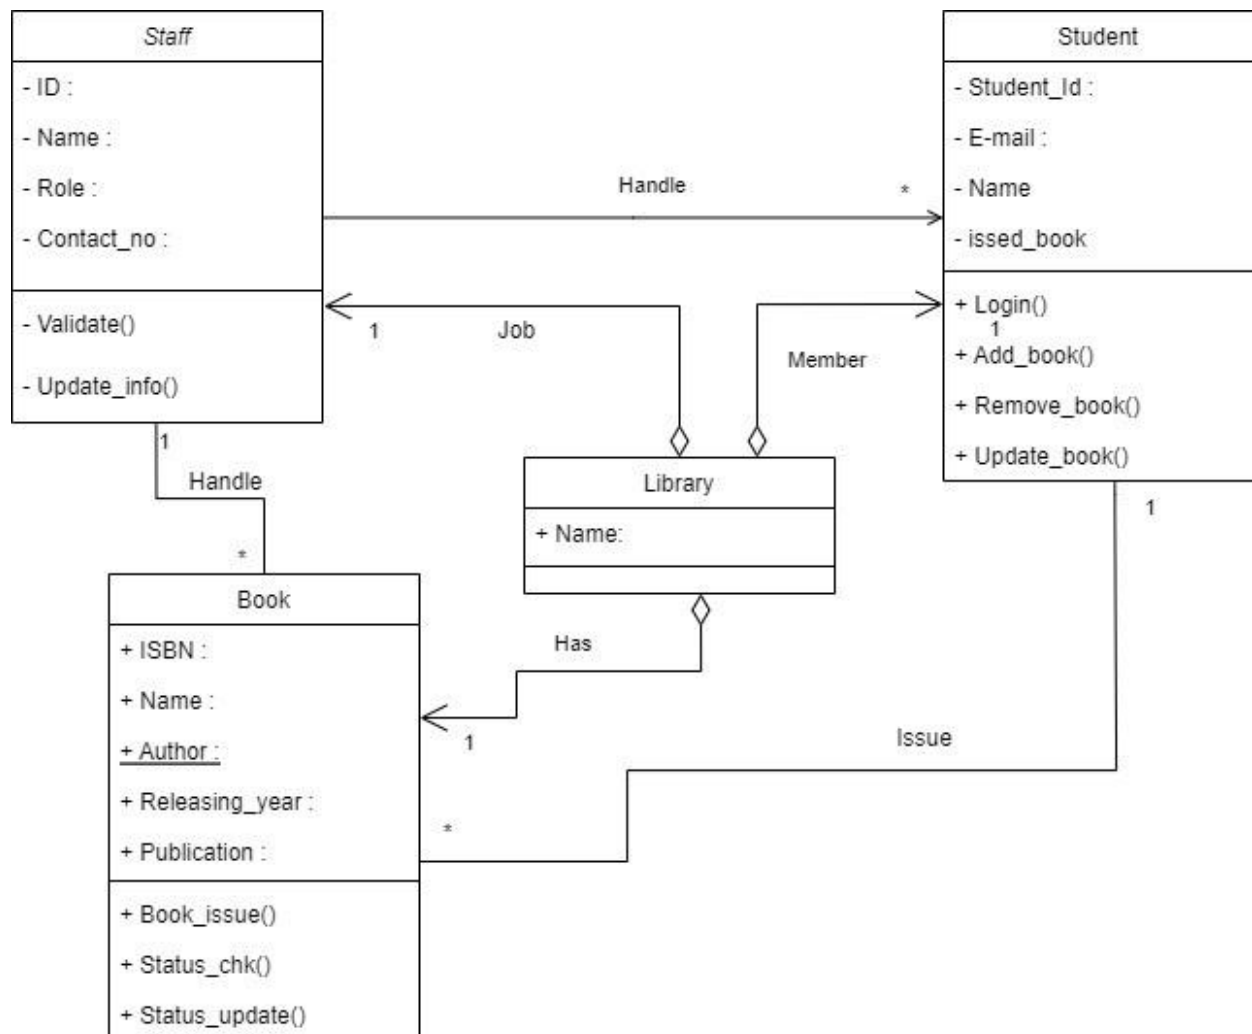 Staff
- ID :
- Name :
- Role :
- Contact_no :
- Validate()
- Update_info()
Student
- Student_Id :
- E-mail :
- Name
- issed_book
+ Login()
+ Add_book()
+ Remove_book()
+ Update_book()
Handle
*
1
Job
Member
1
Library
+ Name:
1
Handle
*
Book
+ ISBN :
+ Name :
+ Author :
+ Releasing_year :
+ Publication :
+ Book_issue()
+ Status_chk()
+ Status_update()
Has
1
1
Issue
*